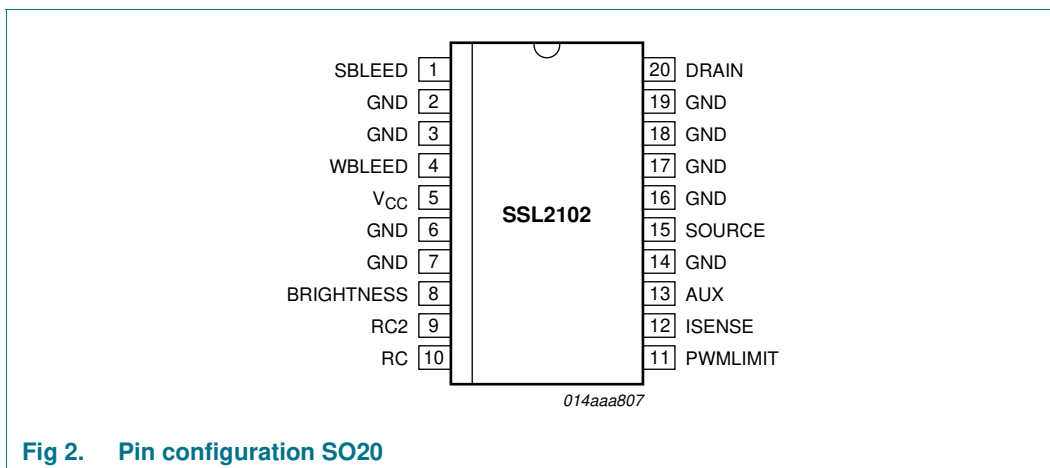 SBLEED 1 20 DRAIN
GND 2 19 GND
GND 3 18 GND
WBLEED 4 17 GND
VCC 5 16 GND
SSL2102
GND 6 15 SOURCE
GND 7 14 GND
BRIGHTNESS 8 13 AUX
RC2 9 12 ISENSE
RC 10 11 PWMLIMIT
014aaa807
Fig 2. Pin configuration SO20